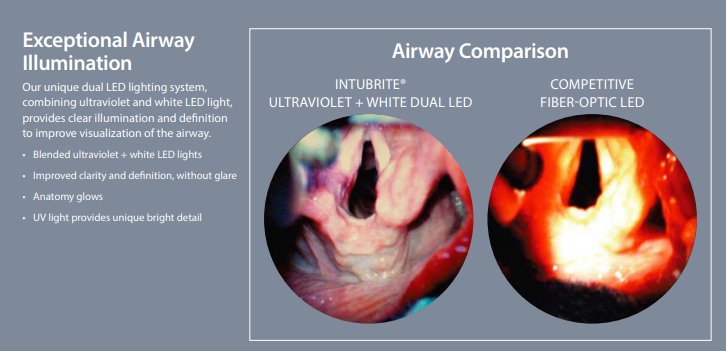 Exceptional Airway
Illumination
Our unique dual LED lighting system,
combining ultraviolet and white LED light,
provides clear illumination and definition
to improve visualization of the airway.
• Blended ultraviolet + white LED lights
• Improved clarity and definition, without glare
• Anatomy glows
• UV light provides unique bright detail
Airway Comparison
INTUBRITE®
ULTRAVIOLET + WHITE DUAL LED
COMPETITIVE
FIBER-OPTIC LED